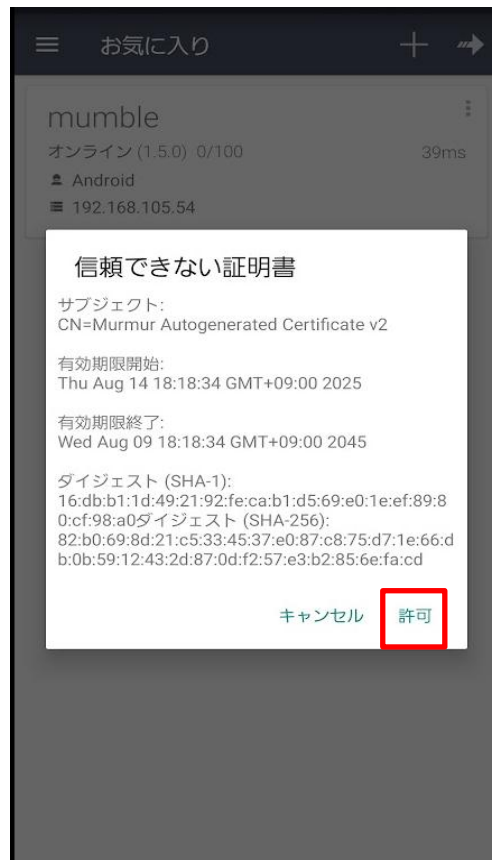 お気に入り
mumble
オンライン (1.5.0) 0/100 39ms
Android
192.168.105.54
信頼できない証明書
サブジェクト:
CN=Murmur Autogenerated Certificate v2
有効期限開始:
Thu Aug 14 18:18:34 GMT+09:00 2025
有効期限終了:
Wed Aug 09 18:18:34 GMT+09:00 2045
ダイジェスト (SHA-1):
16:db:b1:1d:49:21:92:fe:ca:b1:d5:69:e0:1e:ef:89:8
0:cf:98:a0ダイジェスト (SHA-256):
82:b0:69:8d:21:c5:33:45:37:e0:87:c8:75:d7:1e:66:d
b:0b:59:12:43:2d:87:0d:f2:57:e3:b2:85:6e:fa:cd
キャンセル 許可